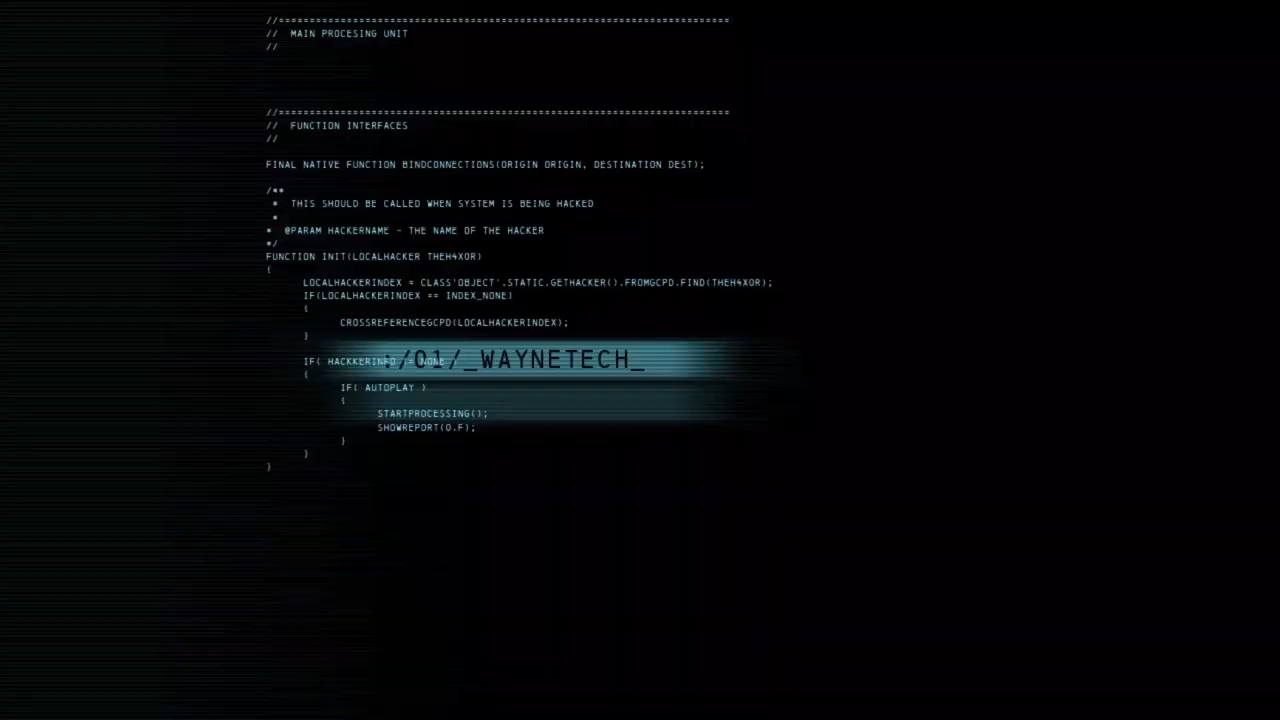 //=========================================================================
// MAIN PROCESING UNIT
//
//=========================================================================
// FUNCTION INTERFACES
//
FINAL NATIVE FUNCTION BINDCONNECTIONS(ORIGIN ORIGIN, DESTINATION DEST);
/**
* THIS SHOULD BE CALLED WHEN SYSTEM IS BEING HACKED
*
* @PARAM HACKERNAME - THE NAME OF THE HACKER
*/
FUNCTION INIT(LOCALHACKER THEH4XOR)
{
LOCALHACKERINDEX = CLASS'OBJECT'.STATIC.GETHACKER().FROMGCPD.FIND(THEH4XOR);
IF(LOCALHACKERINDEX == INDEX_NONE)
{
CROSSREFERENCEGCPD(LOCALHACKERINDEX);
}
IF( HACKKERINFO != NONE )
:/01/_WAYNETECH_
{
IF( AUTOPLAY )
{
STARTPROCESSING();
SHOWREPORT(0.F);
}
}
}